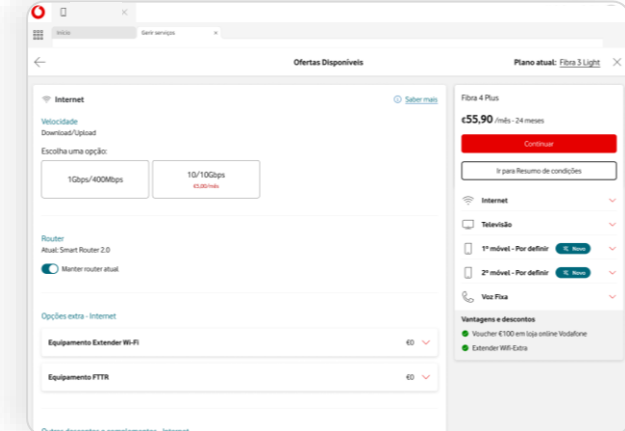 Início
Gerir serviços
Ofertas Disponíveis
Plano atual: Fibra 3 Light
Internet
Saber mais
Velocidade
Download/Upload
Escolha uma opção:
1Gbps/400Mbps
10/10Gbps
€5,00/mês
Router
Atual: Smart Router 2.0
Manter router atual
Opções extra - Internet
Equipamento Extender Wi-Fi
€0
Equipamento FTTR
€0
Outros descontos e complementos - Internet
Fibra 4 Plus
€55,90 /mês - 24 meses
Continuar
Ir para Resumo de condições
Internet
Televisão
1º móvel - Por definir
Novo
2º móvel - Por definir
Novo
Voz Fixa
Vantagens e descontos
Voucher €100 em loja online Vodafone
Extender Wifi-Extra